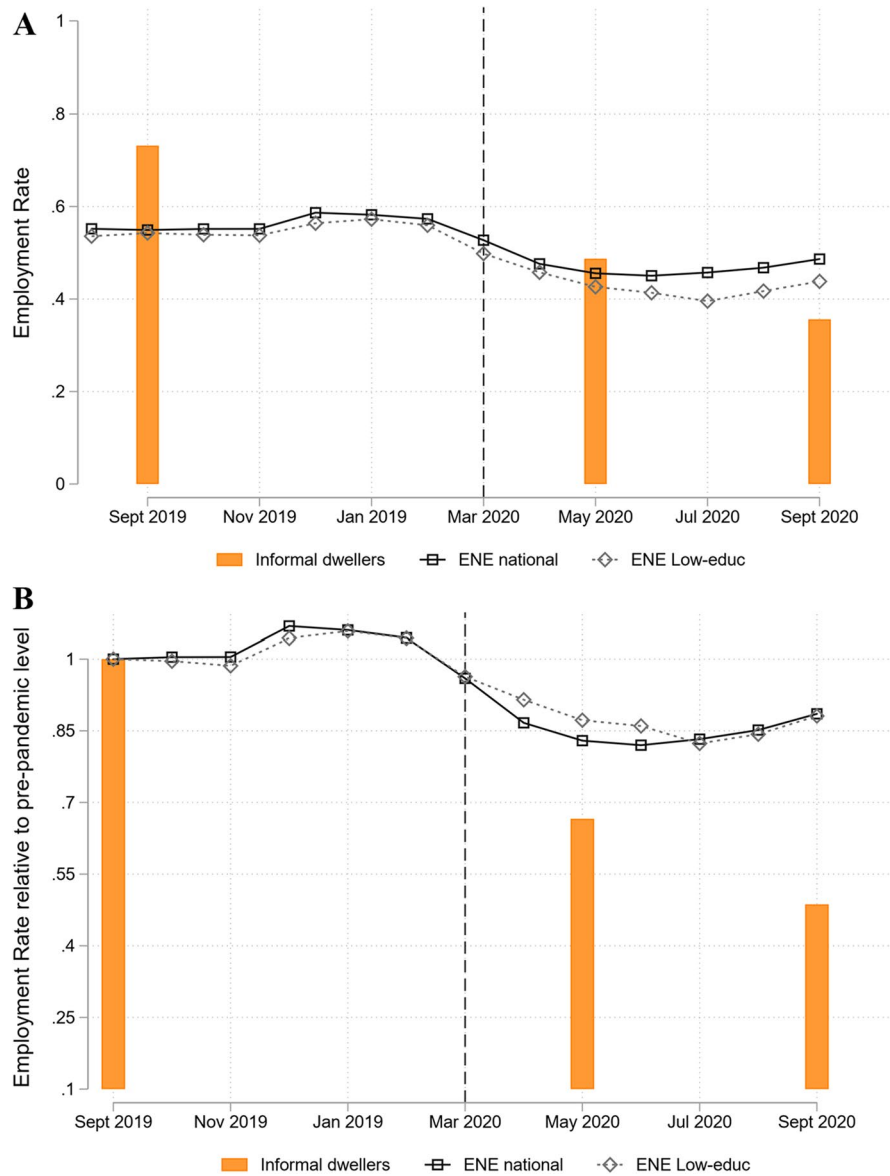 A
1
.8
.6
.4
.2
0
Employment Rate
Sept 2019 Nov 2019 Jan 2019 Mar 2020 May 2020 Jul 2020 Sept 2020
Informal dwellers ENE national ENE Low-educ
B
1
.85
.7
.55
.4
.25
.1
Employment Rate relative to pre-pandemic level
Sept 2019 Nov 2019 Jan 2019 Mar 2020 May 2020 Jul 2020 Sept 2020
Informal dwellers ENE national ENE Low-educ